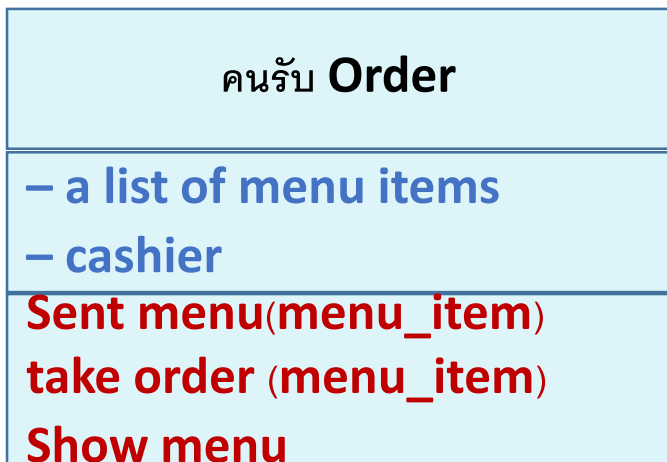 คนรับ Order
– a list of menu items
– cashier
Sent menu(menu_item)
take order (menu_item)
Show menu